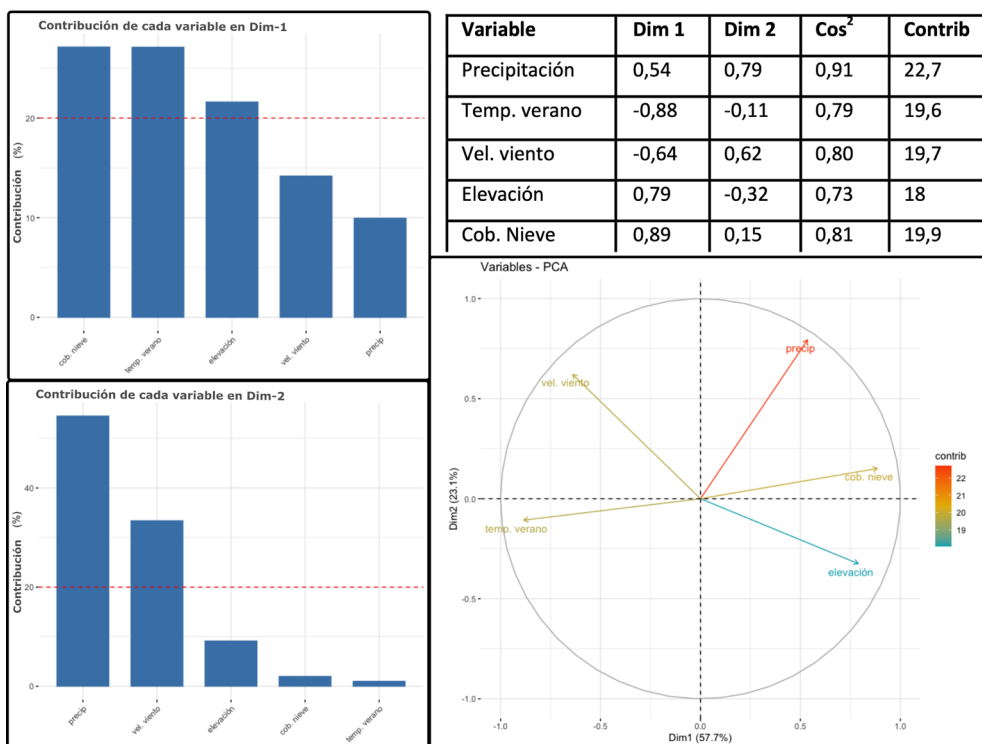 Contribución de cada variable en Dim-1
Contribución (%)
20
10
0
cob. nieve
temp. verano
elevación
vel. viento
precip
Variable Dim 1 Dim 2 Cos² Contrib
Precipitación 0,54 0,79 0,91 22,7
Temp. verano -0,88 -0,11 0,79 19,6
Vel. viento -0,64 0,62 0,80 19,7
Elevación 0,79 -0,32 0,73 18
Cob. Nieve 0,89 0,15 0,81 19,9
Contribución de cada variable en Dim-2
Contribución (%)
40
20
0
precip
vel. viento
elevación
cob. nieve
temp. verano
Variables - PCA
Dim2 (23.1%)
1.0
0.5
0.0
-0.5
-1.0
precip
vel. viento
cob. nieve
temp. verano
elevación
-1.0 -0.5 0.0 0.5 1.0
Dim1 (57.7%)
contrib
22
21
20
19